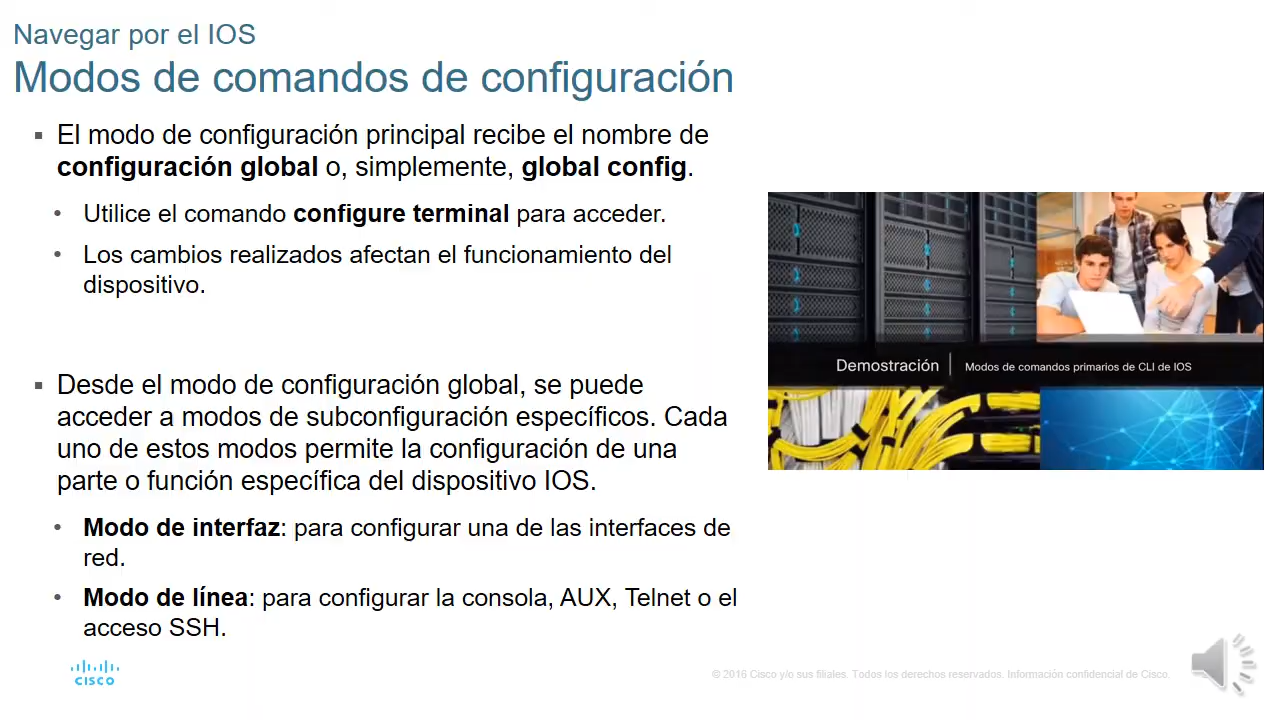 Navegar por el IOS
Modos de comandos de configuración
▪ El modo de configuración principal recibe el nombre de
configuración global o, simplemente, global config.
• Utilice el comando configure terminal para acceder.
• Los cambios realizados afectan el funcionamiento del
dispositivo.
Demostración | Modos de comandos primarios de CLI de IOS
▪ Desde el modo de configuración global, se puede
acceder a modos de subconfiguración específicos. Cada
uno de estos modos permite la configuración de una
parte o función específica del dispositivo IOS.
• Modo de interfaz: para configurar una de las interfaces de
red.
• Modo de línea: para configurar la consola, AUX, Telnet o el
acceso SSH.
CISCO
© 2016 Cisco y/o sus filiales. Todos los derechos reservados. Información confidencial de Cisco.